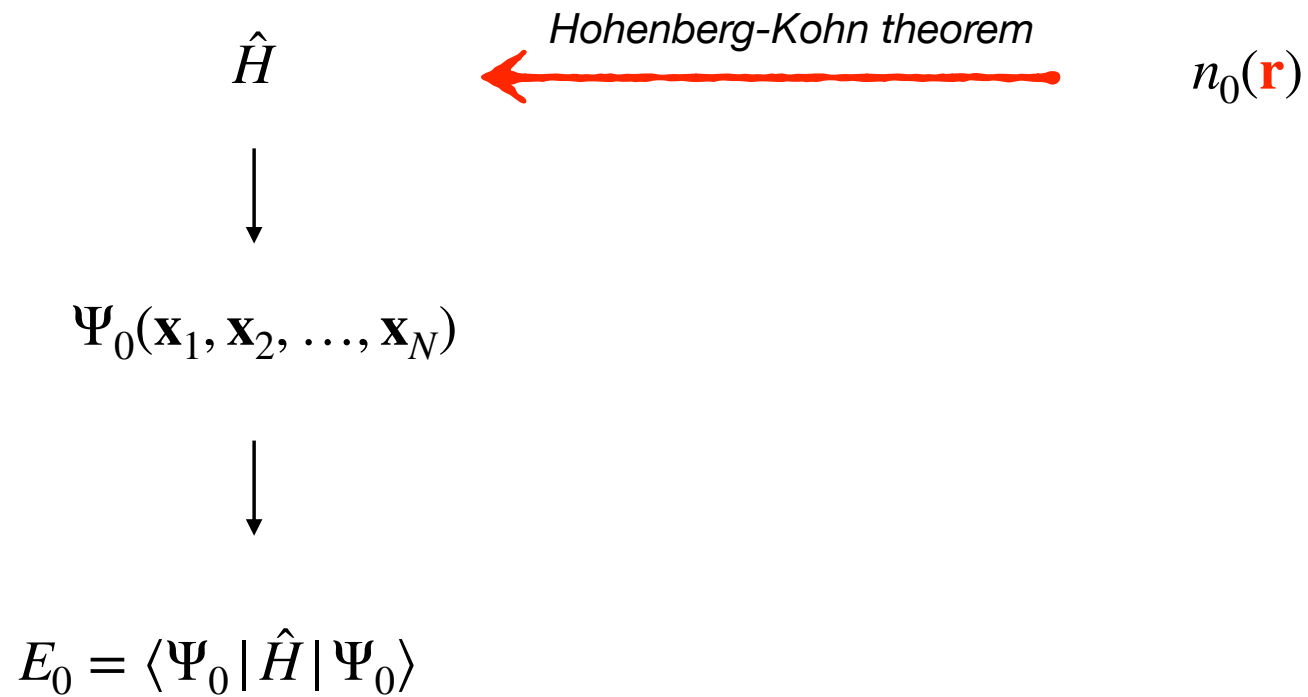 Hohenberg-Kohn theorem
Ĥ
n₀(r)
Ψ₀(x₁, x₂, …, x_N)
E₀ = ⟨Ψ₀|Ĥ|Ψ₀⟩